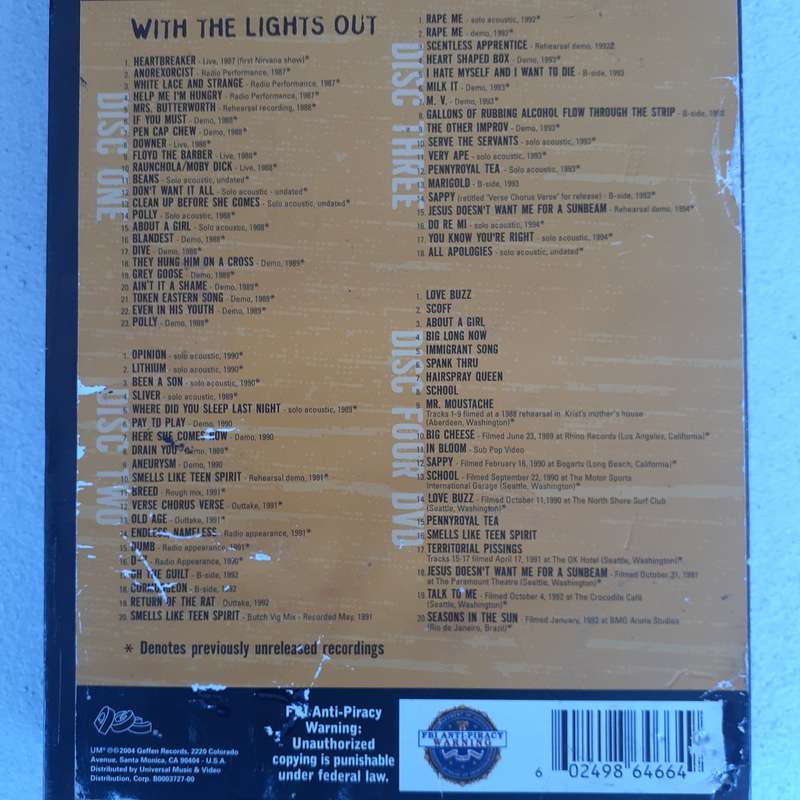 WITH THE LIGHTS OUT
DISC ONE
1. HEARTBREAKER - Live, 1987 (first Nirvana show)*
2. ANOREXORCIST - Radio Performance, 1987*
3. WHITE LACE AND STRANGE - Radio Performance, 1987*
4. HELP ME I'M HUNGRY - Radio Performance, 1987*
5. MRS. BUTTERWORTH - Rehearsal recording, 1988*
6. IF YOU MUST - Demo, 1988*
7. PEN CAP CHEW - Demo, 1988*
8. DOWNER - Live, 1988*
9. FLOYD THE BARBER - Live, 1988*
10. RAUNCHOLA/MOBY DICK - Live, 1988*
11. BEANS - Solo acoustic, undated*
12. DON'T WANT IT ALL - Solo acoustic, undated*
13. CLEAN UP BEFORE SHE COMES - Solo acoustic, undated*
14. POLLY - Solo acoustic, 1988*
15. ABOUT A GIRL - Solo acoustic, 1988*
16. BLANDEST - Demo, 1988*
17. DIVE - Demo, 1988*
18. THEY HUNG HIM ON A CROSS - Demo, 1989*
19. GREY GOOSE - Demo, 1989*
20. AIN'T IT A SHAME - Demo, 1989*
21. TOKEN EASTERN SONG - Demo, 1989*
22. EVEN IN HIS YOUTH - Demo, 1989*
23. POLLY - Demo, 1989*
DISC TWO
1. OPINION - solo acoustic, 1990*
2. LITHIUM - solo acoustic, 1990*
3. BEEN A SON - solo acoustic, 1990*
4. SLIVER - solo acoustic, 1990*
5. WHERE DID YOU SLEEP LAST NIGHT - solo acoustic, 1989*
6. PAY TO PLAY - Demo, 1990
7. HERE SHE COMES NOW - Demo, 1990
8. DRAIN YOU - Demo, 1989*
9. ANEURYSM - Demo, 1990
10. SMELLS LIKE TEEN SPIRIT - Rehearsal demo, 1991*
11. BREED - Rough mix, 1991*
12. VERSE CHORUS VERSE - Outtake, 1991*
13. OLD AGE - Outtake, 1991*
14. ENDLESS, NAMELESS - Radio appearance, 1991*
15. DUMB - Radio appearance, 1991*
16. D-7 - Radio Appearance, 1990*
17. OH THE GUILT - B-side, 1992
18. CURMUDGEON - B-side, 1992
19. RETURN OF THE RAT - Outtake, 1992
20. SMELLS LIKE TEEN SPIRIT - Butch Vig Mix - Recorded May, 1991
* Denotes previously unreleased recordings
DISC THREE
1. RAPE ME - solo acoustic, 1992*
2. RAPE ME - demo, 1992*
3. SCENTLESS APPRENTICE - Rehearsal demo, 1992
4. HEART SHAPED BOX - Demo, 1993*
5. I HATE MYSELF AND I WANT TO DIE - B-side, 1993
6. MILK IT - Demo, 1993*
7. M. V. - Demo, 1993*
8. GALLONS OF RUBBING ALCOHOL FLOW THROUGH THE STRIP - B-side, 1993
9. THE OTHER IMPROV - Demo, 1993*
10. SERVE THE SERVANTS - solo acoustic, 1993*
11. VERY APE - solo acoustic, 1993*
12. PENNYROYAL TEA - Solo acoustic, 1993*
13. MARIGOLD - B-side, 1993
14. SAPPY (retitled 'Verse Chorus Verse' for release) - B-side, 1993*
15. JESUS DOESN'T WANT ME FOR A SUNBEAM - Rehearsal demo, 1994*
16. DO RE MI - solo acoustic, 1994*
17. YOU KNOW YOU'RE RIGHT - solo acoustic, 1994*
18. ALL APOLOGIES - solo acoustic, undated*
DISC FOUR DVD
1. LOVE BUZZ
2. SCOFF
3. ABOUT A GIRL
4. BIG LONG NOW
5. IMMIGRANT SONG
6. SPANK THRU
7. HAIRSPRAY QUEEN
8. SCHOOL
9. MR. MOUSTACHE
Tracks 1-9 filmed at a 1988 rehearsal in Krist's mother's house
(Aberdeen, Washington)*
10. BIG CHEESE - Filmed June 23, 1989 at Rhino Records (Los Angeles, California)*
11. IN BLOOM - Sub Pop Video
12. SAPPY - Filmed February 16, 1990 at Bogarts (Long Beach, California)*
13. SCHOOL - Filmed September 22, 1990 at The Motor Sports
International Garage (Seattle, Washington)*
14. LOVE BUZZ - Filmed October 11, 1990 at The North Shore Surf Club
(Seattle, Washington)*
15. PENNYROYAL TEA
16. SMELLS LIKE TEEN SPIRIT
17. TERRITORIAL PISSINGS
Tracks 15-17 filmed April 17, 1991 at The OK Hotel (Seattle, Washington)*
18. JESUS DOESN'T WANT ME FOR A SUNBEAM - Filmed October 31, 1991
at The Paramount Theatre (Seattle, Washington)*
19. TALK TO ME - Filmed October 4, 1992 at The Crocodile Café
(Seattle, Washington)*
20. SEASONS IN THE SUN - Filmed January, 1992 at BMG Ariola Studios
(Rio de Janeiro, Brazil)*
UM® ℗©2004 Geffen Records, 2220 Colorado
Avenue, Santa Monica, CA 90404 - U.S.A.
Distributed by Universal Music & Video
Distribution, Corp. B0003727-00
FBI Anti-Piracy
Warning:
Unauthorized
copying is punishable
under federal law.
FBI ANTI-PIRACY
WARNING
6 02498 64664